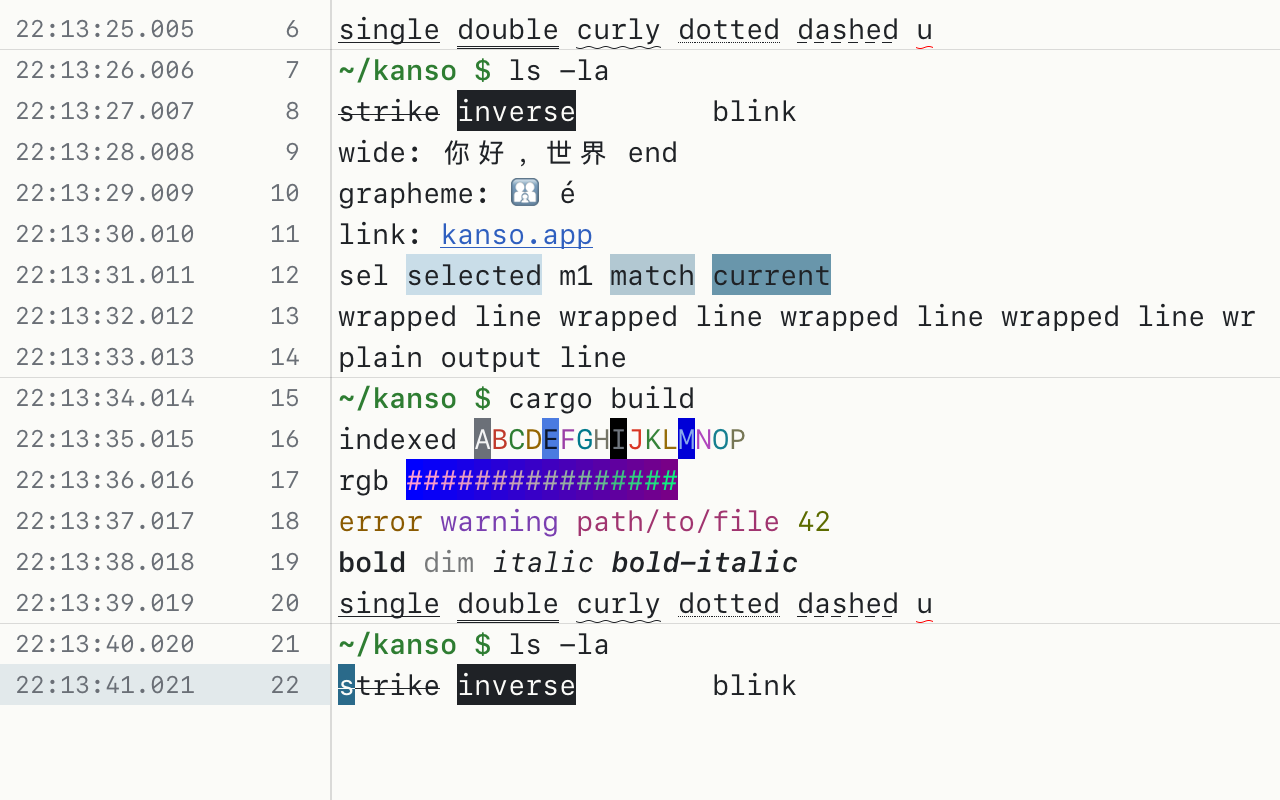 22:13:25.005 6 single double curly dotted dashed u
22:13:26.006 7 ~/kanso $ ls -la
22:13:27.007 8 strike inverse blink
22:13:28.008 9 wide: 你好，世界 end
22:13:29.009 10 grapheme: 👪 é
22:13:30.010 11 link: kanso.app
22:13:31.011 12 sel selected m1 match current
22:13:32.012 13 wrapped line wrapped line wrapped line wrapped line wr
22:13:33.013 14 plain output line
22:13:34.014 15 ~/kanso $ cargo build
22:13:35.015 16 indexed ABCDEFGHIJKLMNOP
22:13:36.016 17 rgb ################
22:13:37.017 18 error warning path/to/file 42
22:13:38.018 19 bold dim italic bold-italic
22:13:39.019 20 single double curly dotted dashed u
22:13:40.020 21 ~/kanso $ ls -la
22:13:41.021 22 strike inverse blink